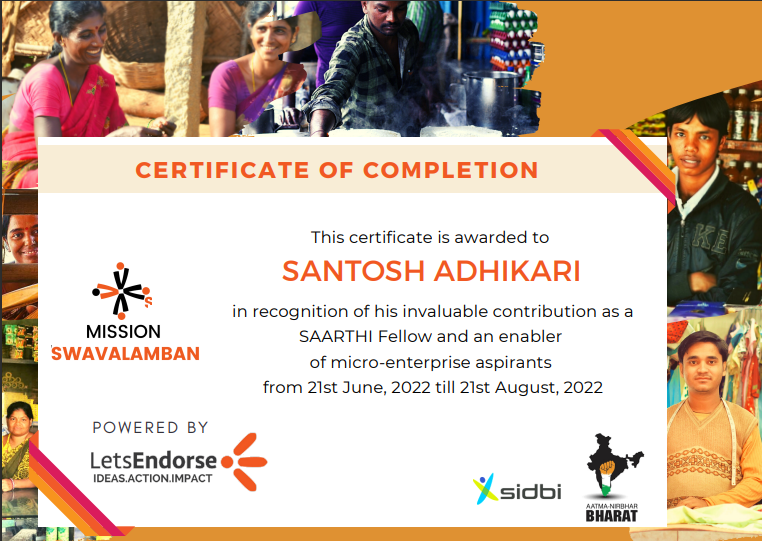 CERTIFICATE OF COMPLETION
This certificate is awarded to
SANTOSH ADHIKARI
in recognition of his invaluable contribution as a
SAARTHI Fellow and an enabler
of micro-enterprise aspirants
from 21st June, 2022 till 21st August, 2022
S
MISSION
SWAVALAMBAN
POWERED BY
LetsEndorse
IDEAS.ACTION.IMPACT
sidbi
AATMA-NIRBHAR
BHARAT